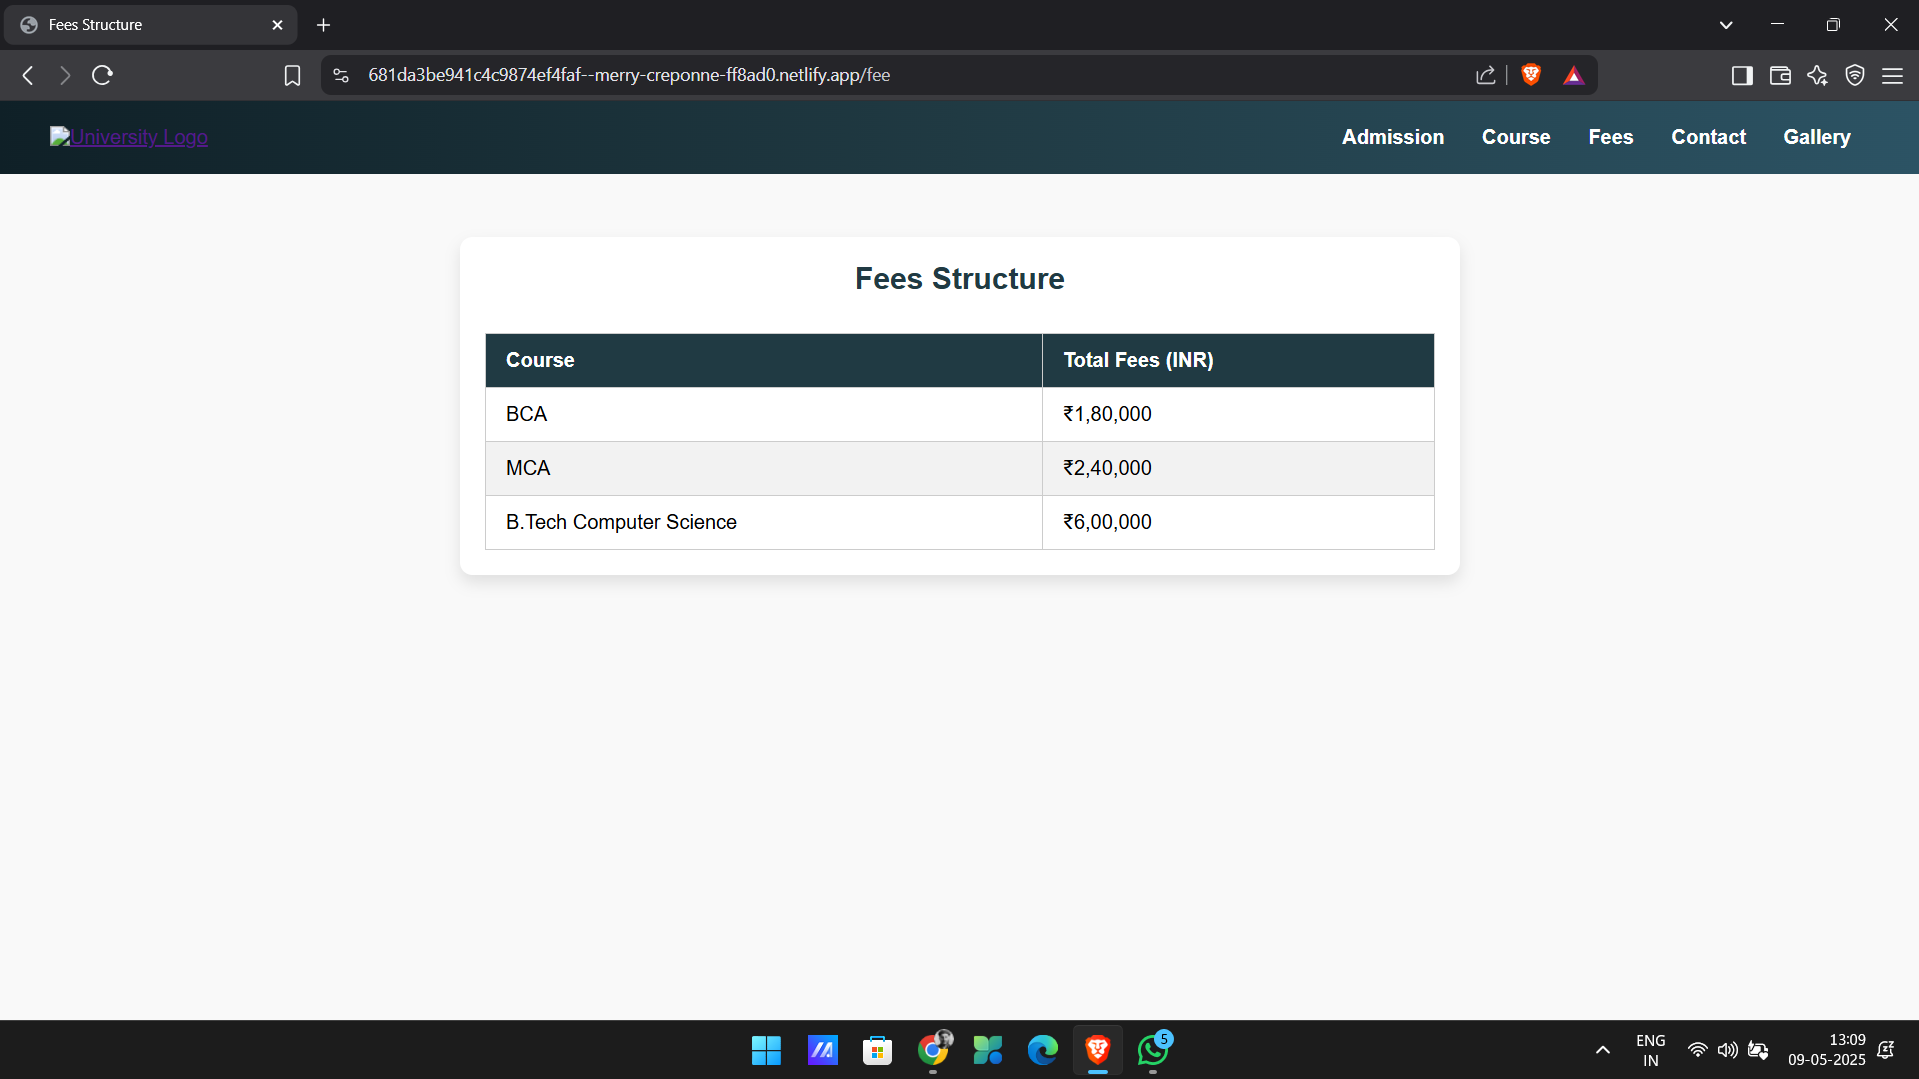 Fees Structure
681da3be941c4c9874ef4faf--merry-creponne-ff8ad0.netlify.app/fee
University Logo
Admission Course Fees Contact Gallery
Fees Structure
Course Total Fees (INR)
BCA ₹1,80,000
MCA ₹2,40,000
B.Tech Computer Science ₹6,00,000
5
ENG
IN
13:09
09-05-2025